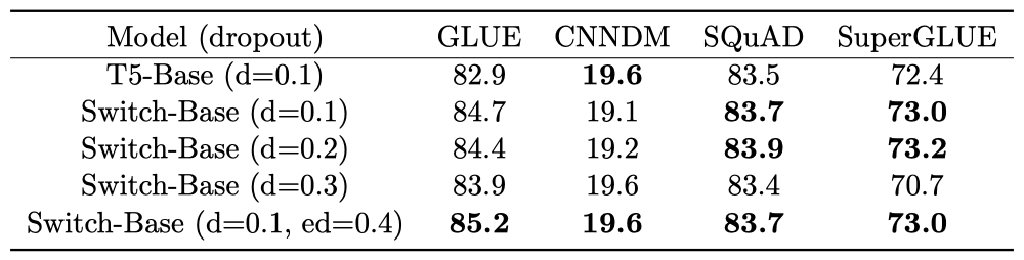 Model (dropout) GLUE CNNDM SQuAD SuperGLUE
T5-Base (d=0.1) 82.9 19.6 83.5 72.4
Switch-Base (d=0.1) 84.7 19.1 83.7 73.0
Switch-Base (d=0.2) 84.4 19.2 83.9 73.2
Switch-Base (d=0.3) 83.9 19.6 83.4 70.7
Switch-Base (d=0.1, ed=0.4) 85.2 19.6 83.7 73.0